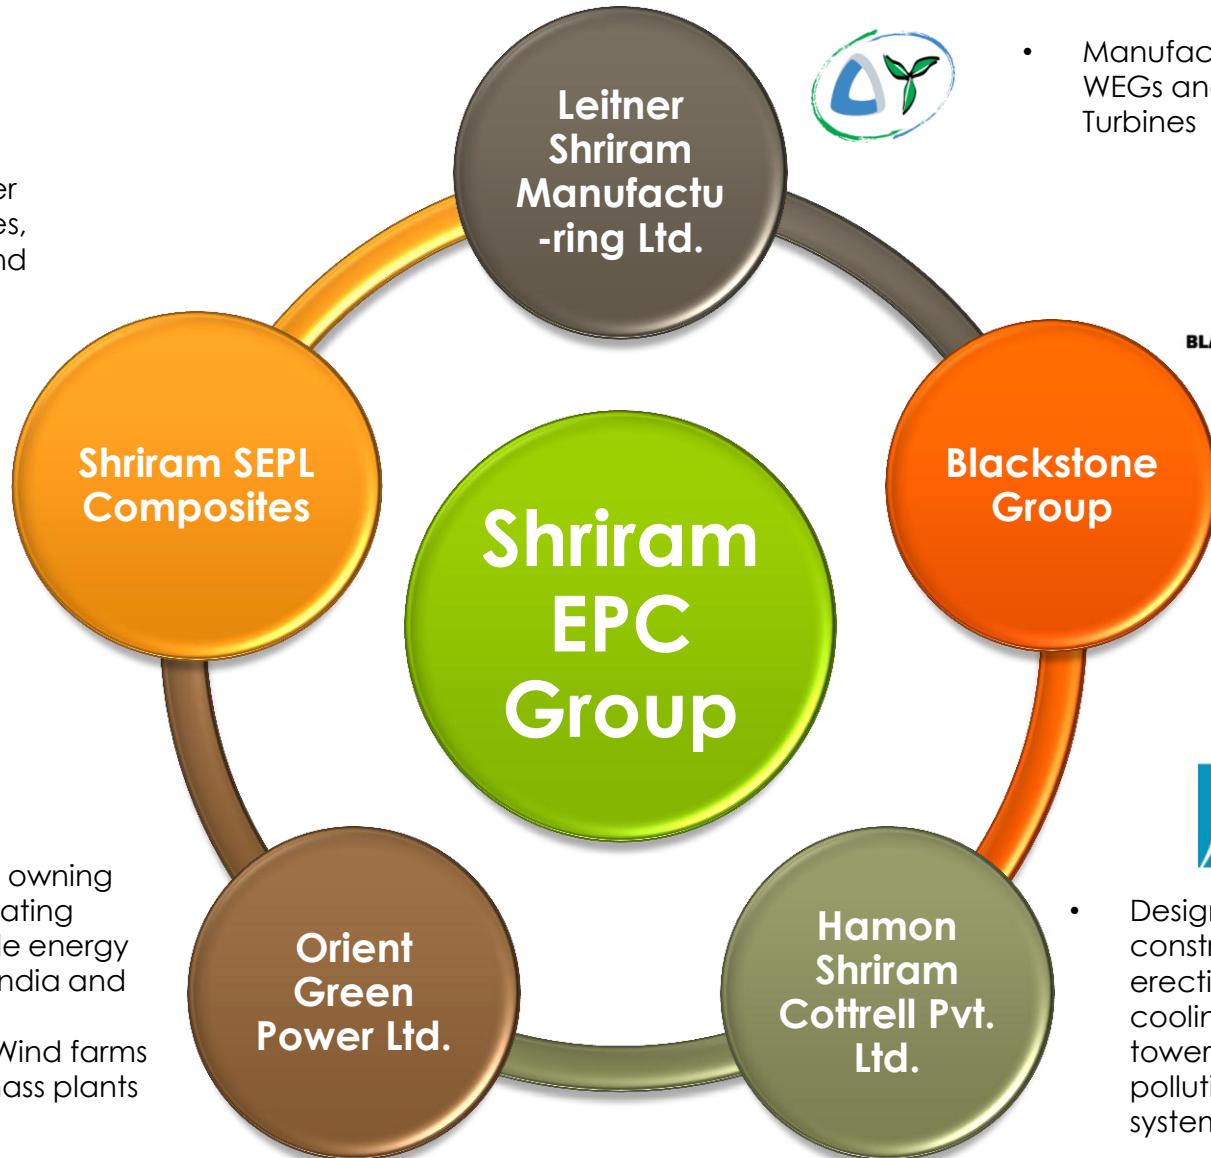 Leitner
Shriram
Manufactu
-ring Ltd.
• Manufac
WEGs an
Turbines
er
es,
nd
Shriram SEPL
Composites
BL
Blackstone
Group
Shriram
EPC
Group
owning
ating
le energy
ndia and
Wind farms
ass plants
Orient
Green
Power Ltd.
Hamon
Shriram
Cottrell Pvt.
Ltd.
• Design
constr
erecti
coolin
tower
polluti
system